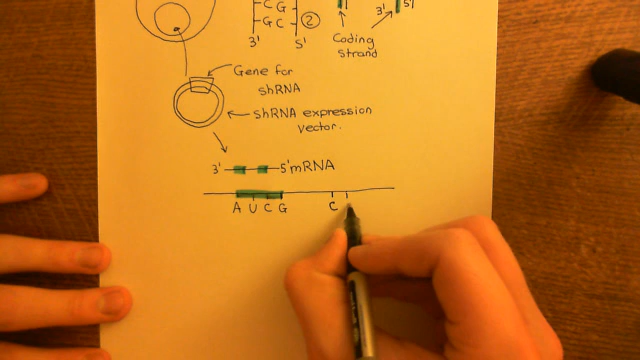 C G
G C
3' 5' 2
3' 5'
Coding
strand
Gene for
shRNA
shRNA expression
vector.
3' 5' mRNA
A U C G C